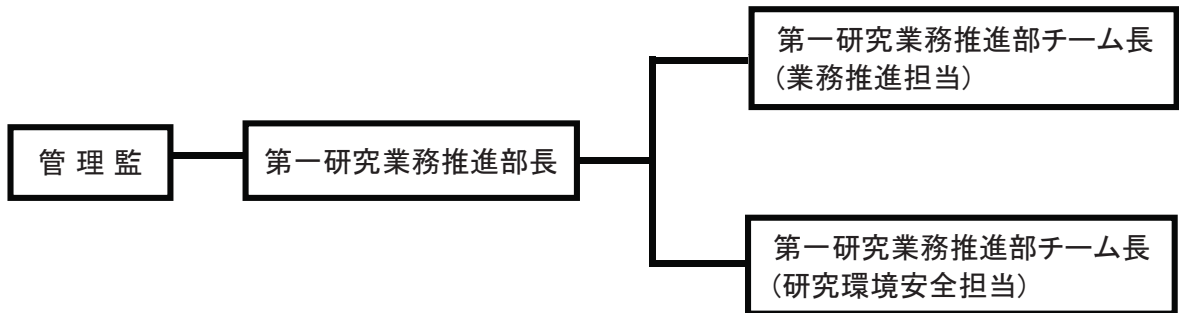 管 理 監
第一研究業務推進部長
第一研究業務推進部チーム長
(業務推進担当)
第一研究業務推進部チーム長
(研究環境安全担当)